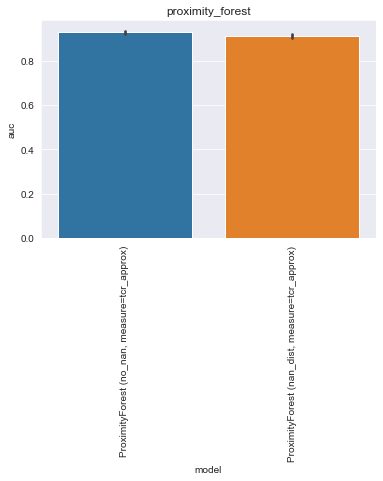 proximity_forest
auc
0.8
0.6
0.4
0.2
0.0
ProximityForest (no_nan, measure=tcr_approx)
ProximityForest (nan_dist, measure=tcr_approx)
model